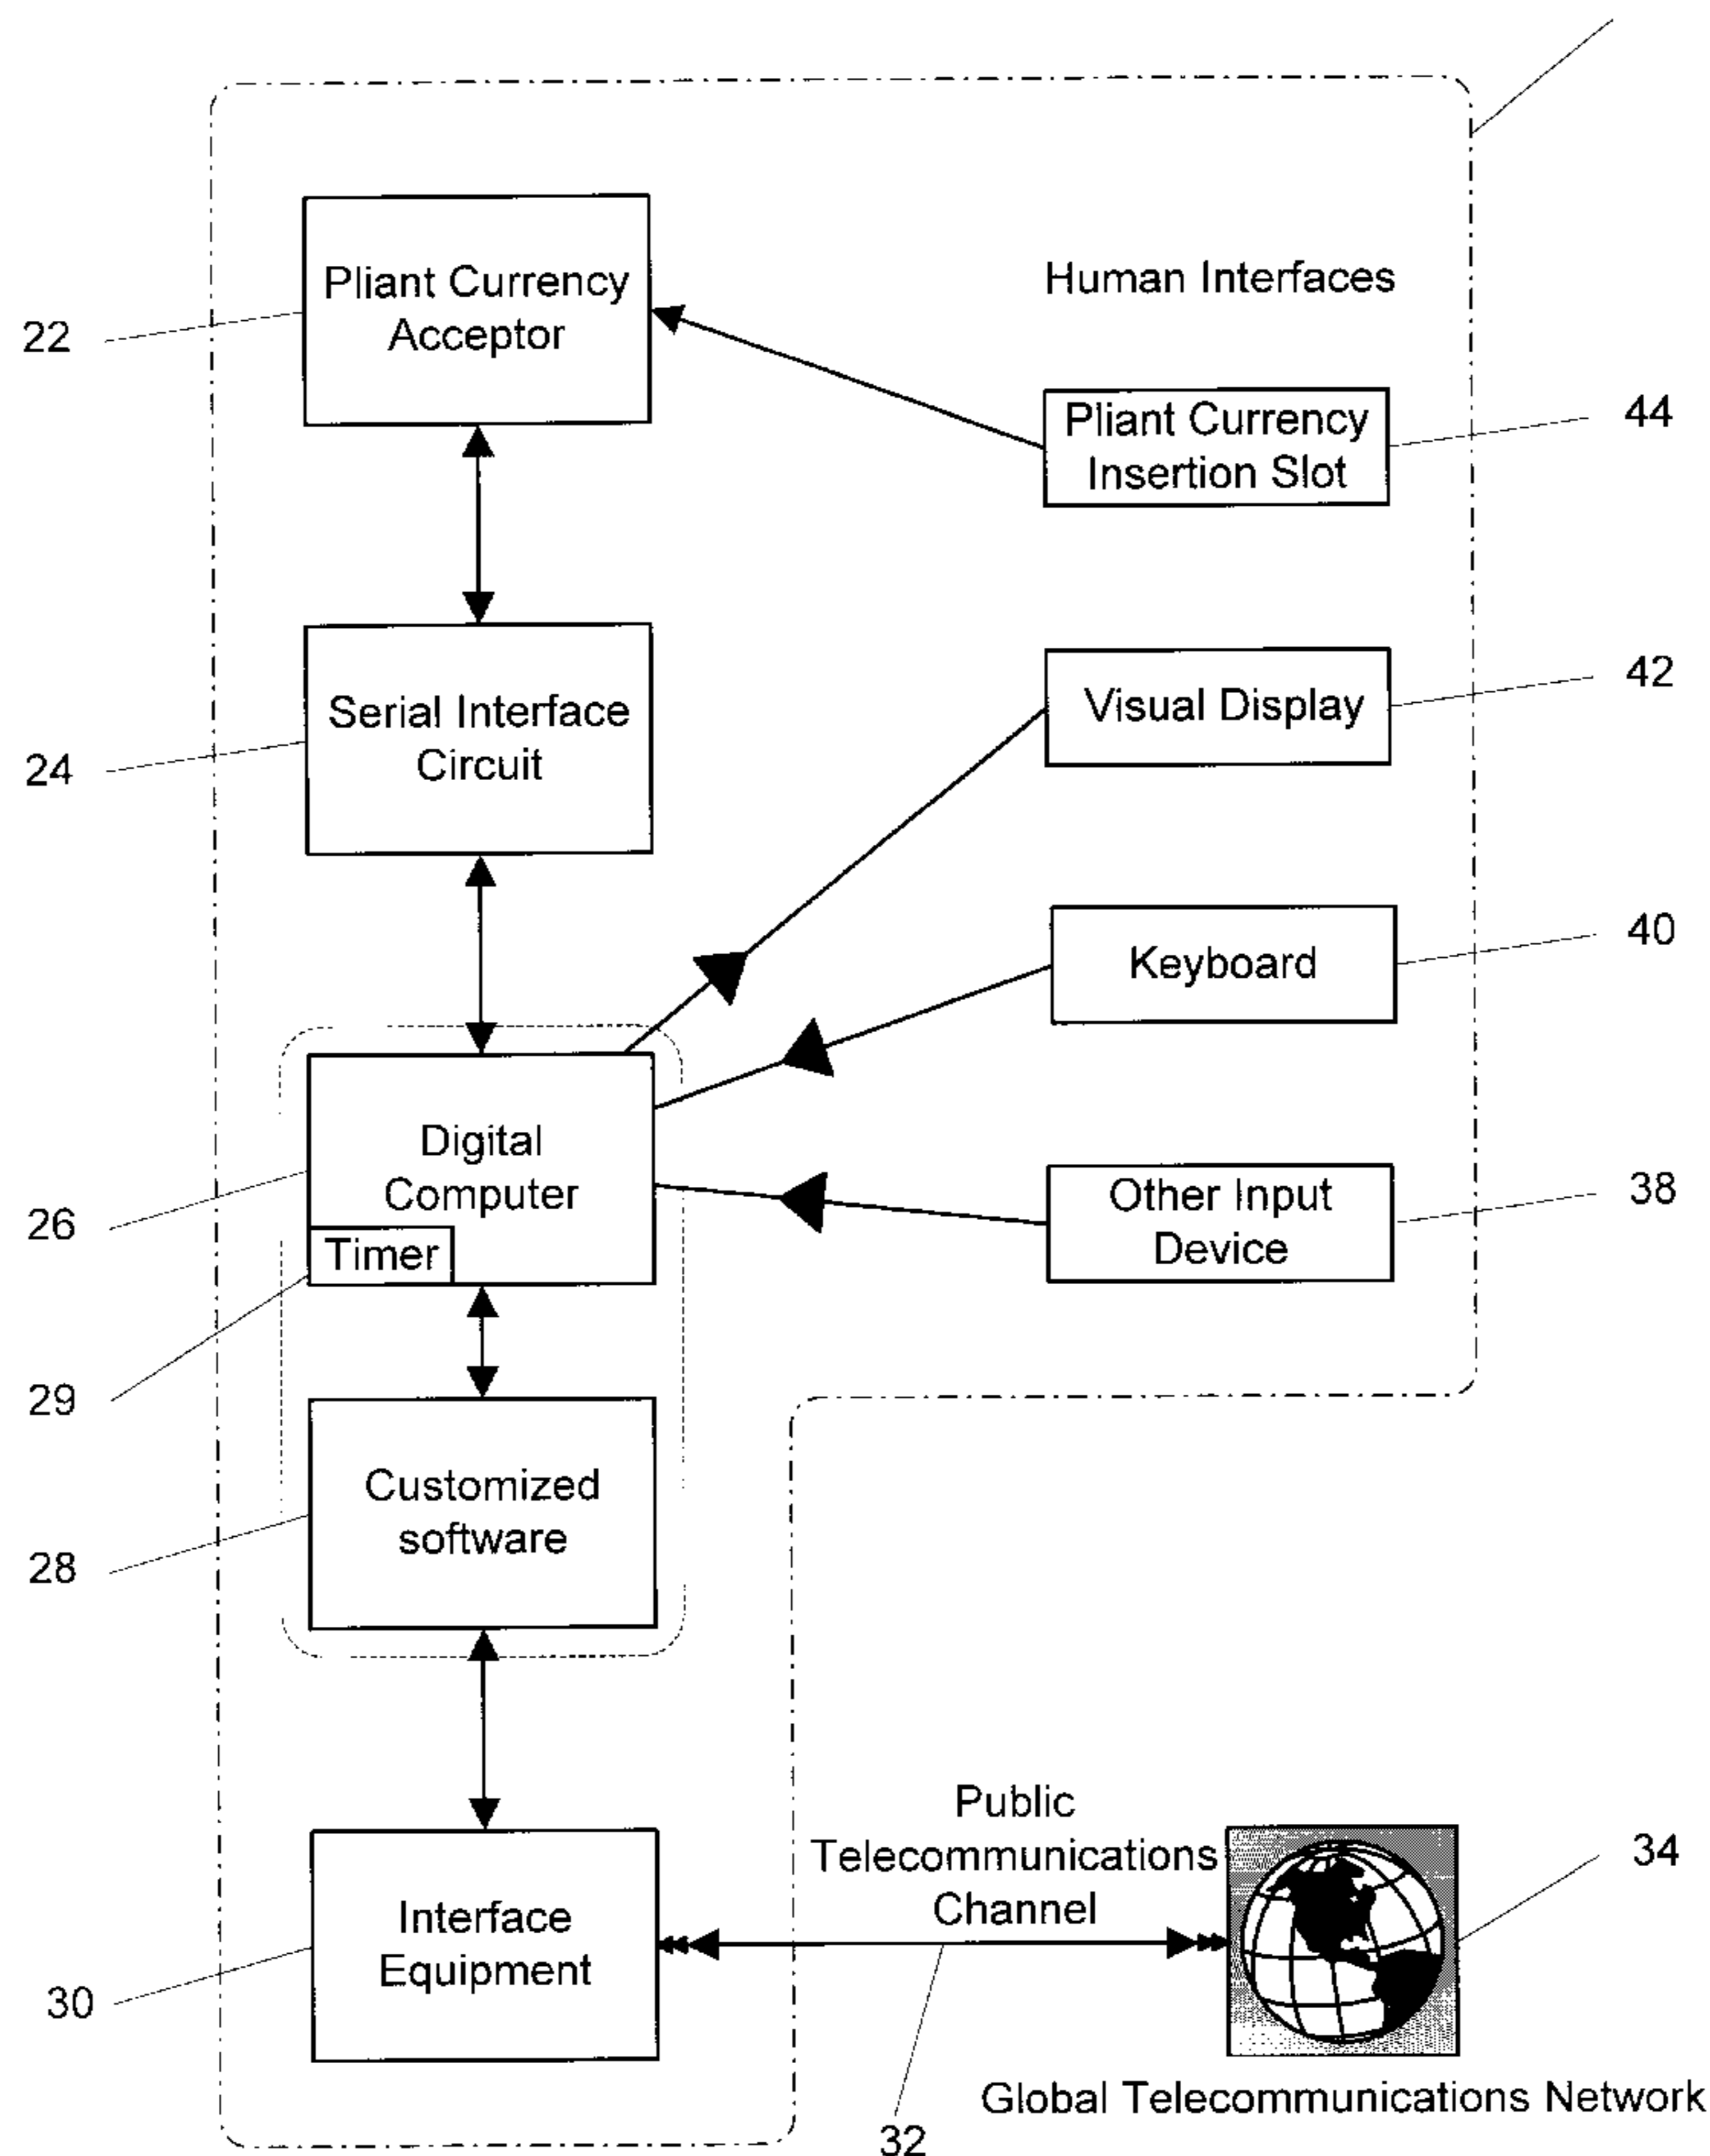 Pliant Currency
Acceptor
22
Human Interfaces
Pliant Currency
Insertion Slot
44
Serial Interface
Circuit
24
Visual Display
42
Keyboard
40
Digital
Computer
26
Timer
29
Other Input
Device
38
Customized
software
28
Interface
Equipment
30
Public
Telecommunications
Channel
32
34
Global Telecommunications Network